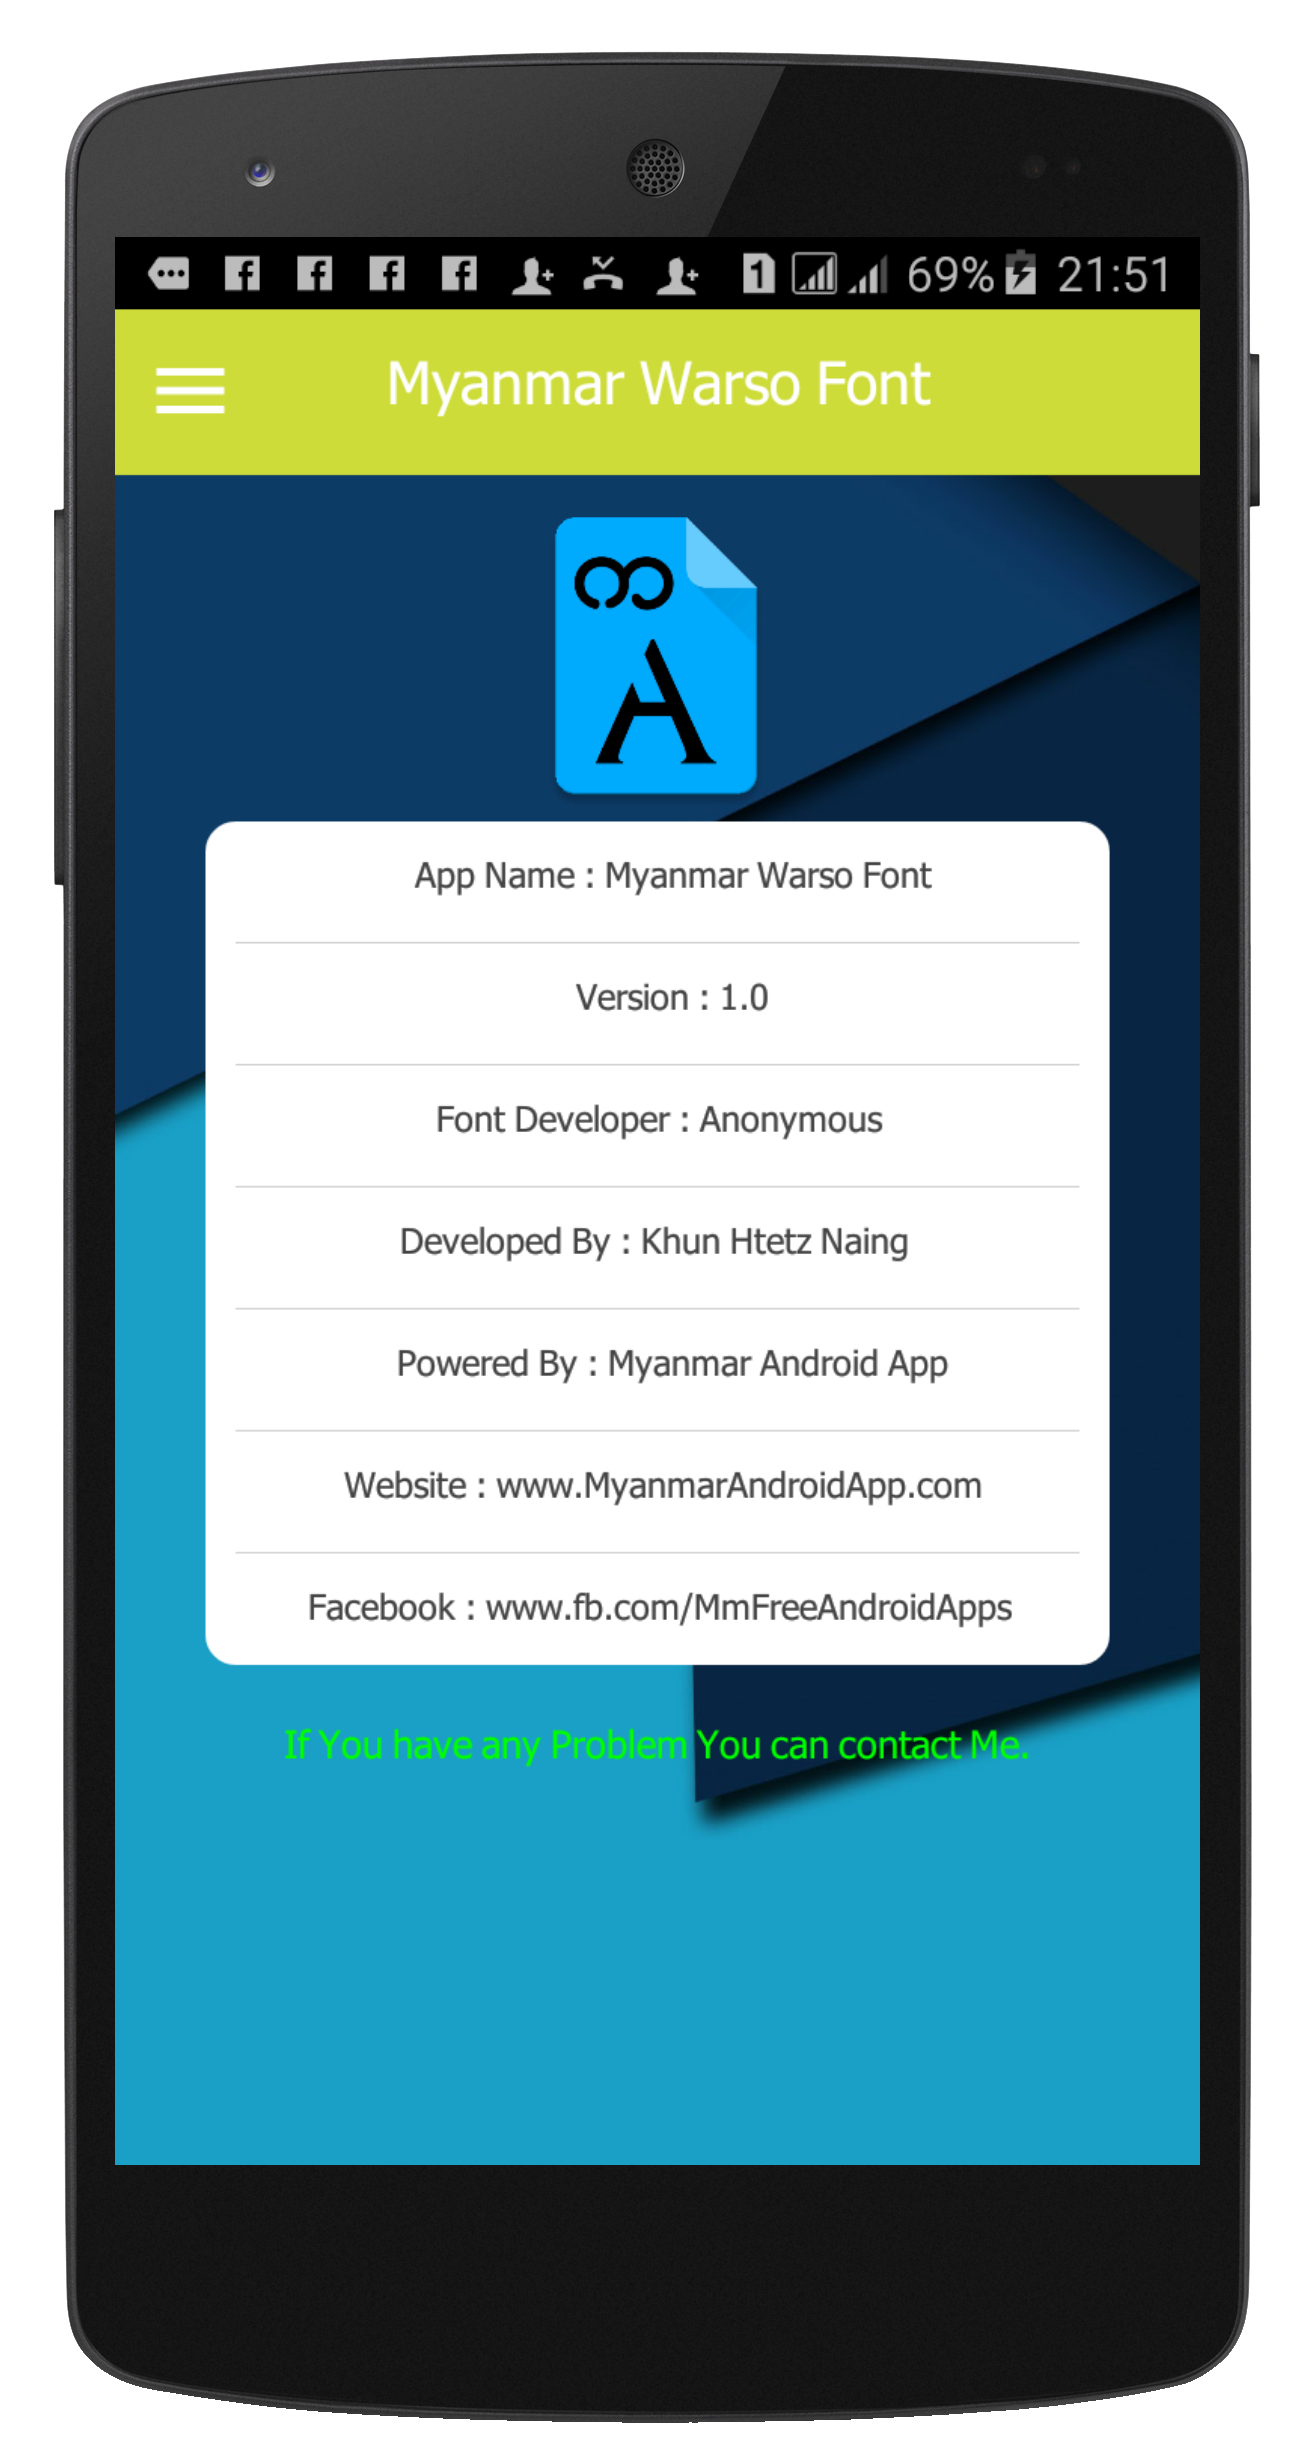 69% 21:51
Myanmar Warso Font
က
A
App Name : Myanmar Warso Font
Version : 1.0
Font Developer : Anonymous
Developed By : Khun Htetz Naing
Powered By : Myanmar Android App
Website : www.MyanmarAndroidApp.com
Facebook : www.fb.com/MmFreeAndroidApps
If You have any Problem You can contact Me.